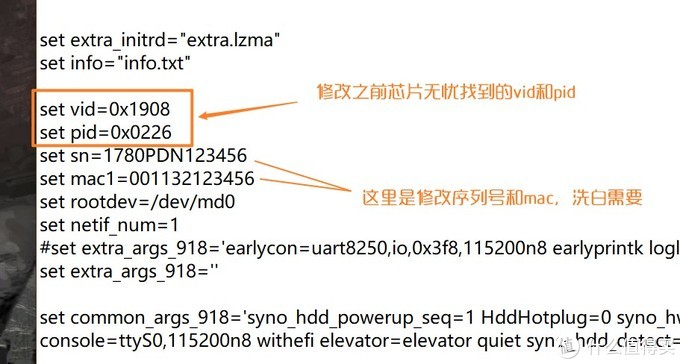 set extra_initrd="extra.lzma"
set info="info.txt"
set vid=0x1908
set pid=0x0226
修改之前芯片无忧找到的vid和pid
set sn=1780PDN123456
set mac1=001132123456
这里是修改序列号和mac，洗白需要
set rootdev=/dev/md0
set netif_num=1
#set extra_args_918='earlycon=uart8250,io,0x3f8,115200n8 earlyprintk logl
set extra_args_918=''
set common_args_918='syno_hdd_powerup_seq=1 HddHotplug=0 syno_hw
console=ttyS0,115200n8 withefi elevator=elevator quiet syno_hdd_detect=
值 什么值得买